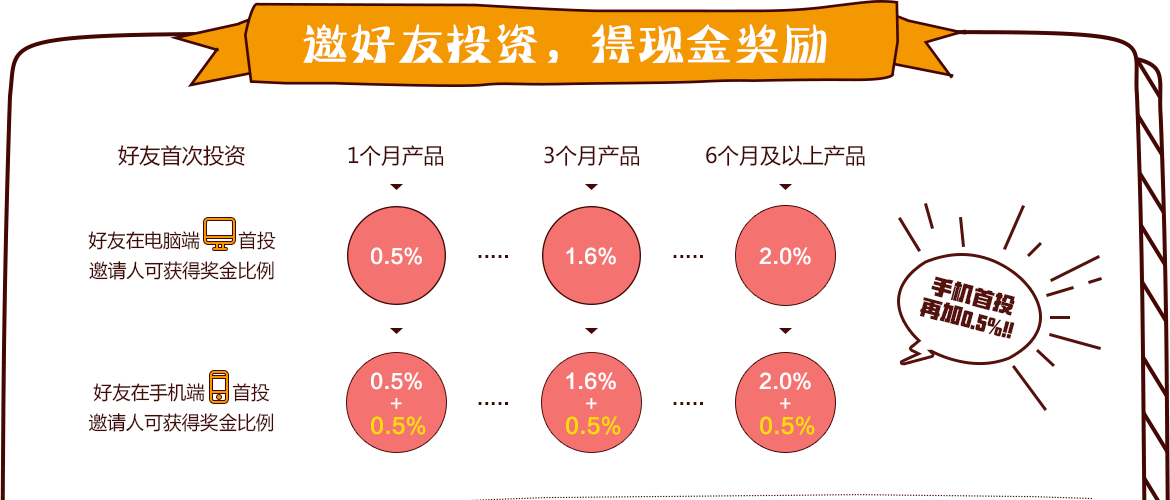 邀好友投资，得现金奖励
好友首次投资 1个月产品 3个月产品 6个月及以上产品
好友在电脑端 首投
邀请人可获得奖金比例
0.5% ····· 1.6% ····· 2.0%
手机首投
再加0.5%!!
好友在手机端 首投
邀请人可获得奖金比例
0.5% ····· 1.6% ····· 2.0%
+ + +
0.5% 0.5% 0.5%